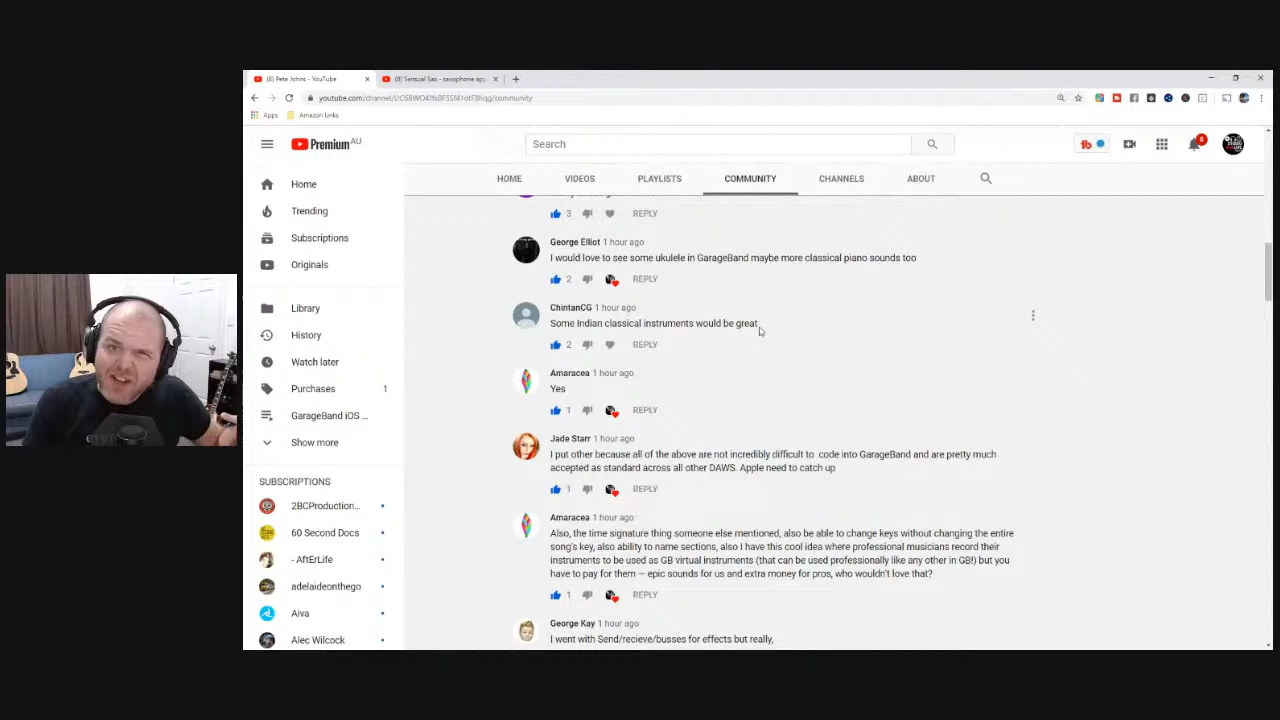 (8) Pete Johns - YouTube
(8) Sensual Sax - saxophone app
Apps
Amazon Links
Premium AU
Search
8
HOME
VIDEOS
PLAYLISTS
COMMUNITY
CHANNELS
ABOUT
Home
Trending
Subscriptions
Originals
Library
History
Watch later
Purchases 1
GarageBand iOS ...
Show more
SUBSCRIPTIONS
2BCProduction...
60 Second Docs
- AftErLife
adelaideonthego
Aiva
Alec Wilcock
3 REPLY
George Elliot 1 hour ago
I would love to see some ukulele in GarageBand maybe more classical piano sounds too
2 REPLY
ChintanCG 1 hour ago
Some Indian classical instruments would be great
2 REPLY
Amaracea 1 hour ago
Yes
1 REPLY
Jade Starr 1 hour ago
I put other because all of the above are not incredibly difficult to code into GarageBand and are pretty much
accepted as standard across all other DAWS. Apple need to catch up
1 REPLY
Amaracea 1 hour ago
Also, the time signature thing someone else mentioned, also be able to change keys without changing the entire
song's key, also ability to name sections, also I have this cool idea where professional musicians record their
instruments to be used as GB virtual instruments (that can be used professionally like any other in GB!) but you
have to pay for them – epic sounds for us and extra money for pros, who wouldn't love that?
1 REPLY
George Kay 1 hour ago
I went with Send/recieve/busses for effects but really,